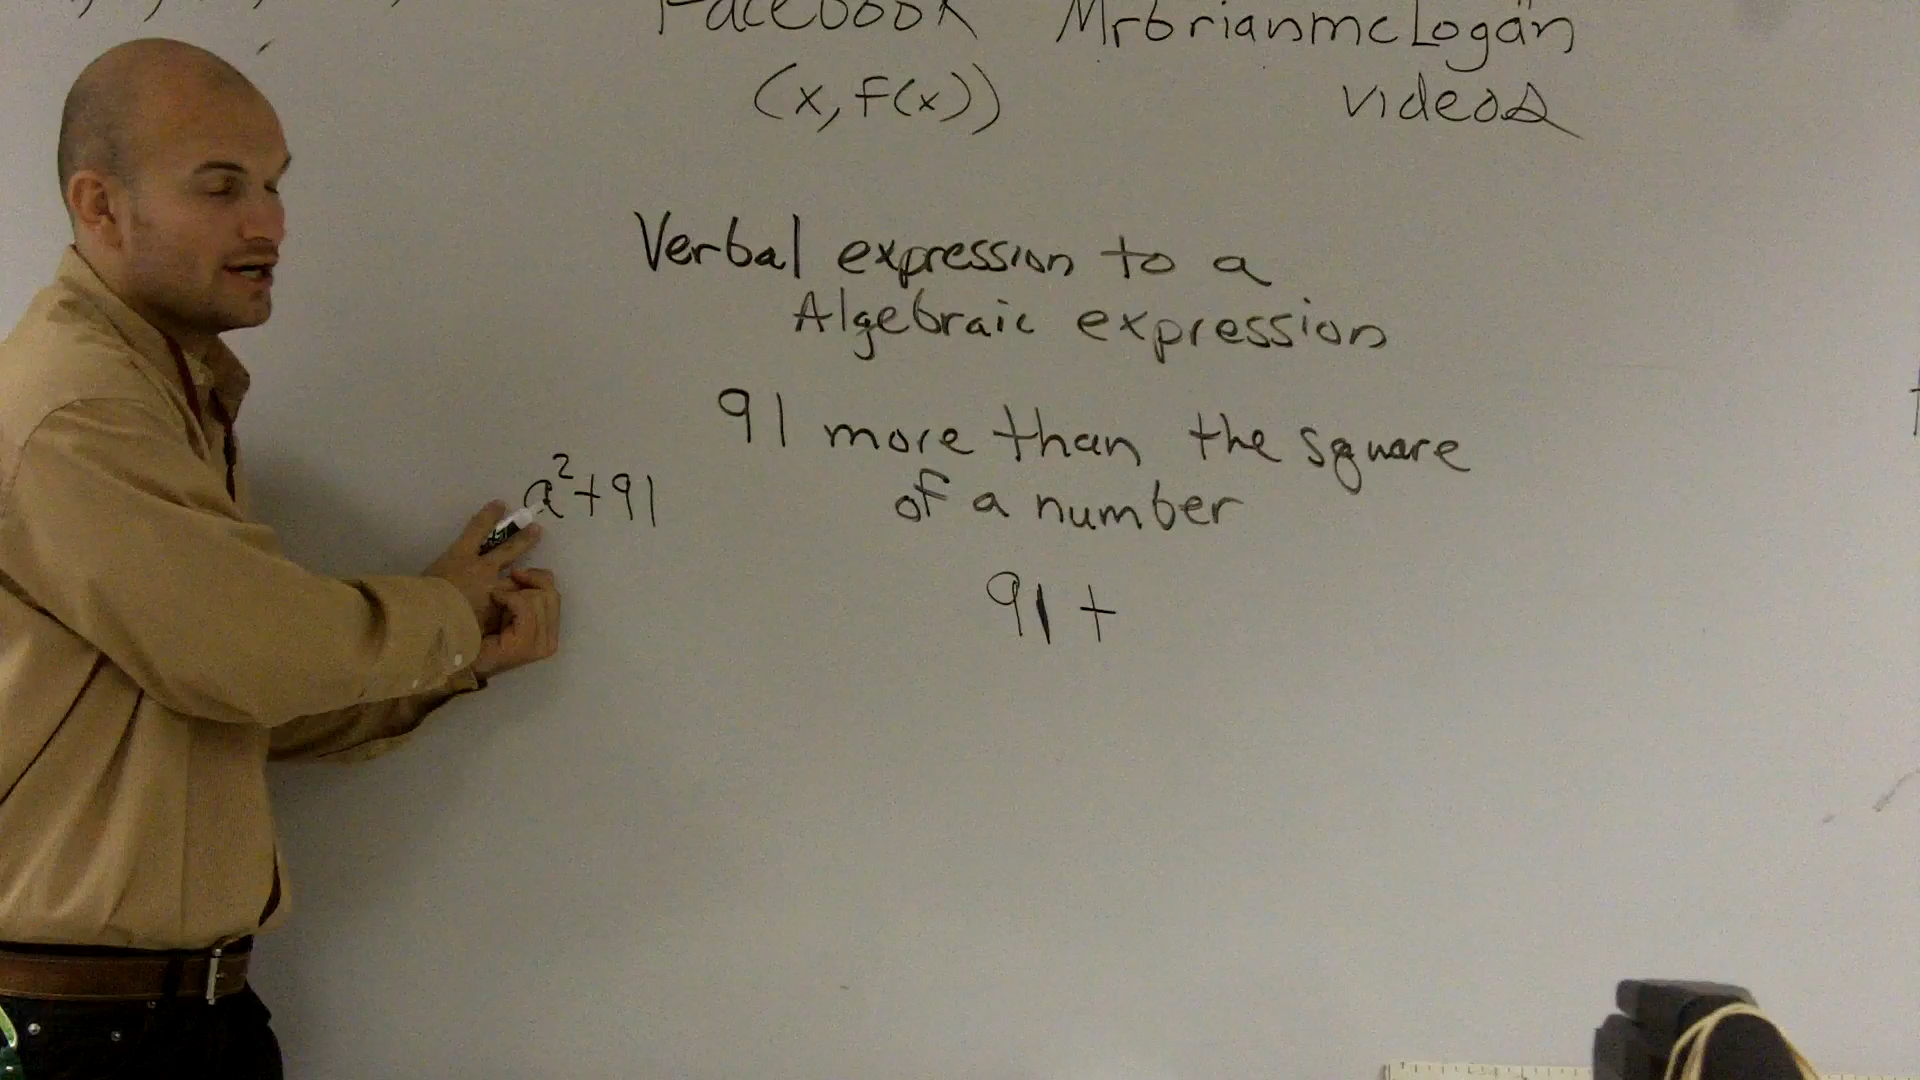 Facebook Mrbrianmclogan
(x, f(x)) videos
Verbal expression to a
Algebraic expression
91 more than the square
of a number
a²+91
91 +